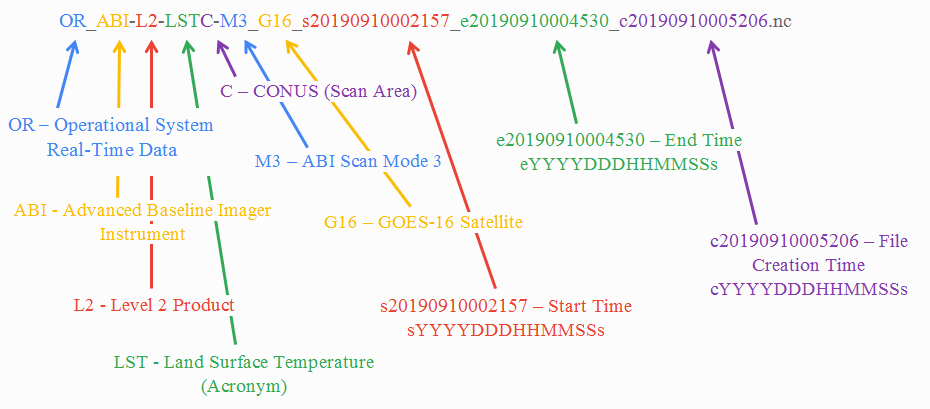 OR_ABI-L2-LSTC-M3_G16_s20190910002157_e20190910004530_c20190910005206.nc
C – CONUS (Scan Area)
OR – Operational System
Real-Time Data
M3 – ABI Scan Mode 3
e20190910004530 – End Time
eYYYYDDDHHMMSSs
ABI - Advanced Baseline Imager
Instrument
G16 – GOES-16 Satellite
c20190910005206 – File
Creation Time
cYYYYDDDHHMMSSs
L2 - Level 2 Product
s20190910002157 – Start Time
sYYYYDDDHHMMSSs
LST - Land Surface Temperature
(Acronym)